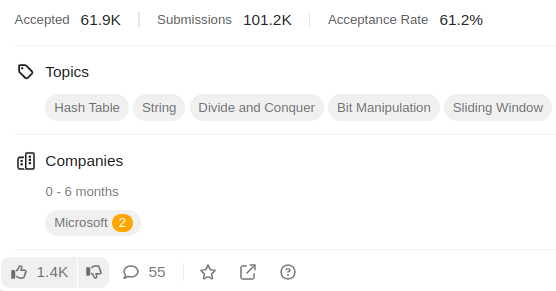 Accepted 61.9K Submissions 101.2K Acceptance Rate 61.2%
Topics
Hash Table String Divide and Conquer Bit Manipulation Sliding Window
Companies
0 - 6 months
Microsoft 2
1.4K 55